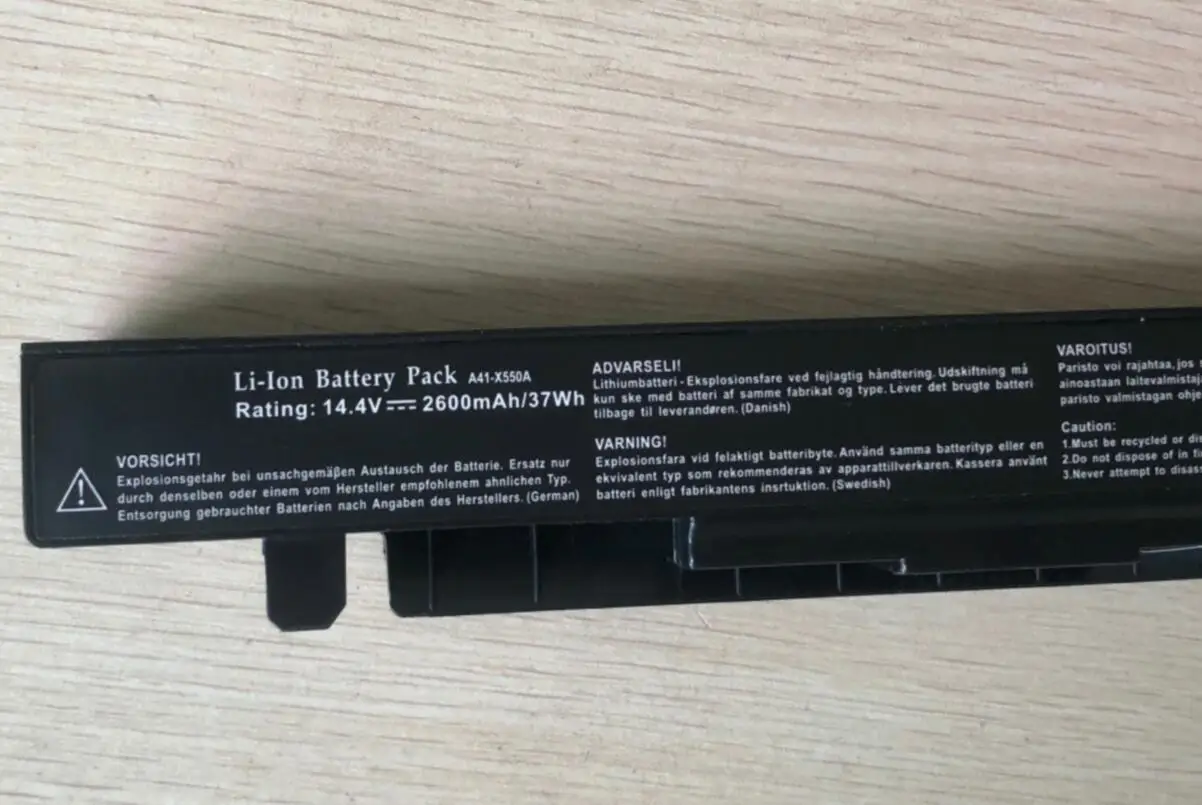 Li-Ion Battery Pack A41-X550A
Rating: 14.4V 2600mAh/37Wh
VORSICHT!
Explosionsgetahr bei unsachgemäßen Austausch der Batterie. Ersatz nur
durch denselben oder einem vom Hersteller empfohlenem ahnlichen Typ.
Entsorgung gebrauchter Batterien nach Angaben des Herstellers. (German)
ADVARSELI!
Lithiumbatteri - Eksplosionsfare ved fejlagtig håndtering. Udskiftning må
kun ske med batteri af samme fabrikat og type. Lever det brugte batteri
tilbage til leverandøren. (Danish)
VARNING!
Explosionsfara vid felaktigt batteribyte. Använd samma batterityp eller en
ekvivalent typ som rekommenderas av apparattillverkaren. Kassera använt
batteri enligt fabrikantens insrtuktion. (Swedish)
VAROITUS!
Paristo voi rajahtaa, jos
ainoastaan laitevalmistaj
paristo valmistagan ohje
Caution:
1.Must be recycled or dis
2.Do not dispose of in fi
3.Never attempt to disas